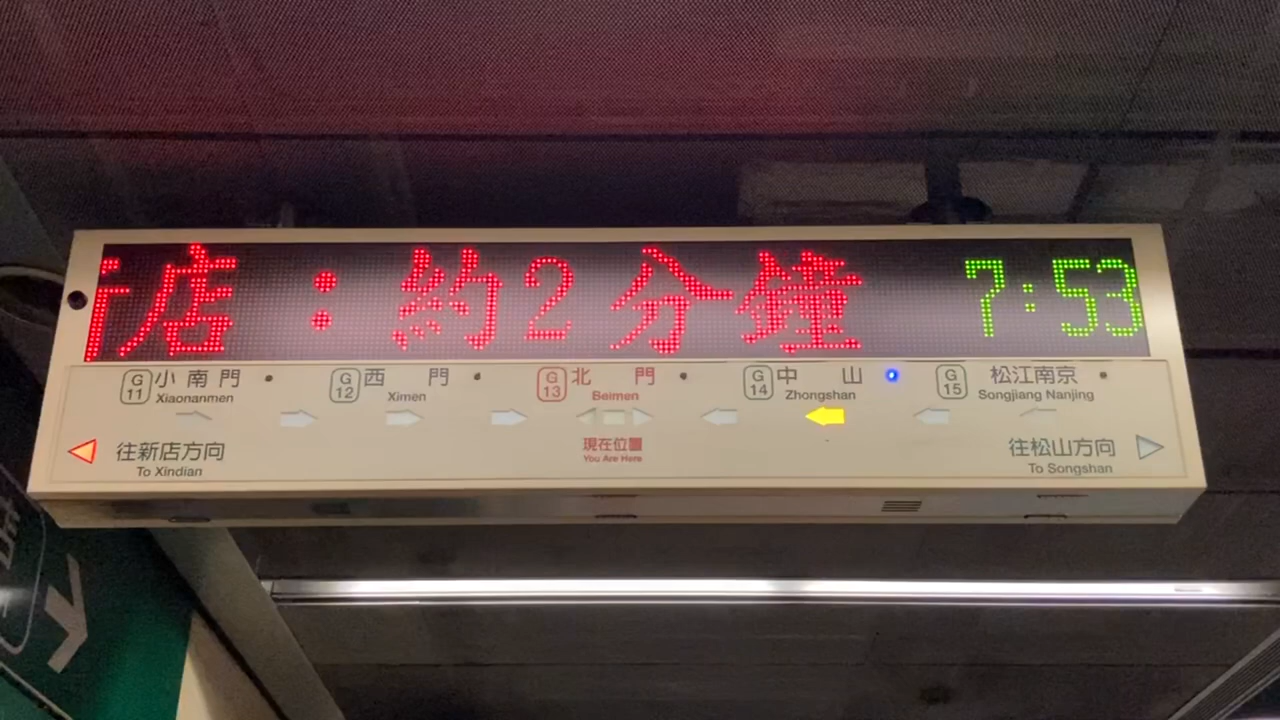 店：約2分鐘 7:53
G11 小南門 G12 西門 G13 北門 G14 中山 G15 松江南京
Xiaonanmen Ximen Beimen Zhongshan Songjiang Nanjing
往新店方向 現在位置 往松山方向
To Xindian You Are Here To Songshan